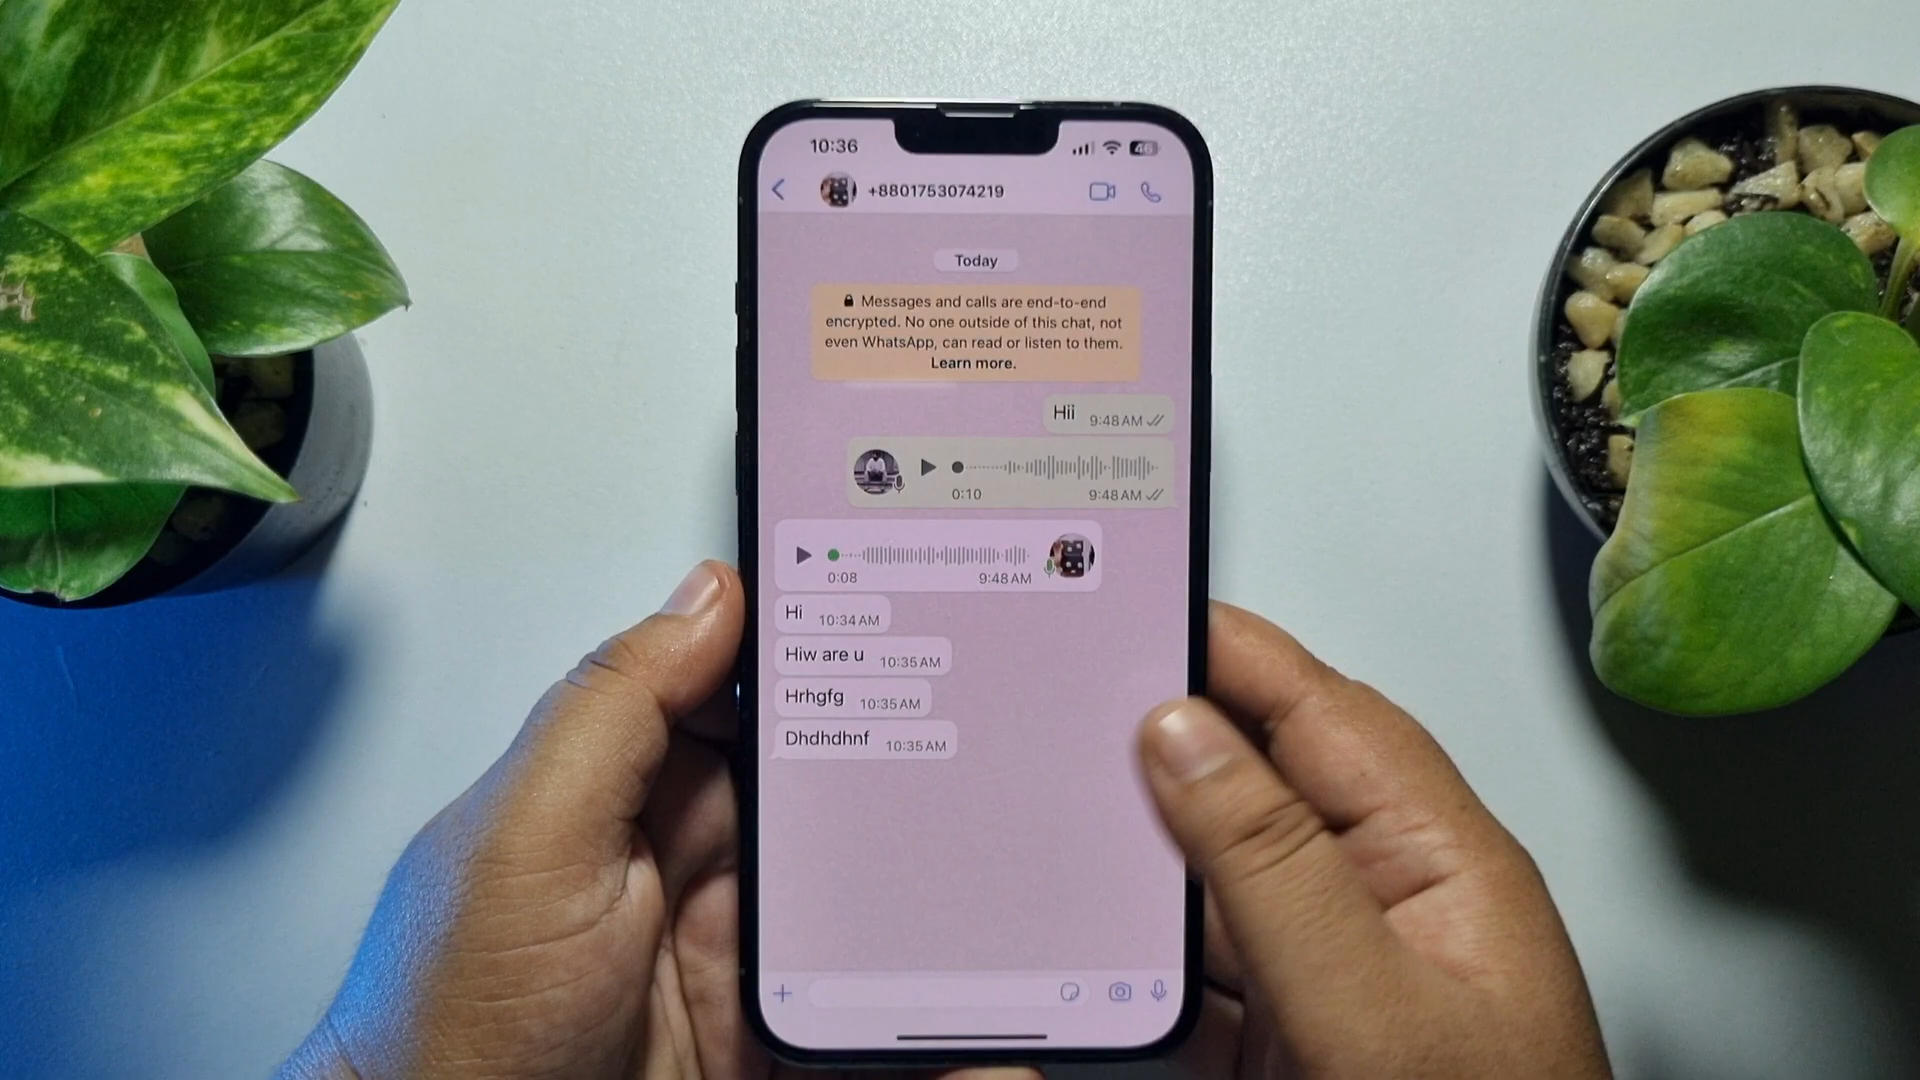 10:36
46
+8801753074219
Today
Messages and calls are end-to-end
encrypted. No one outside of this chat, not
even WhatsApp, can read or listen to them.
Learn more.
Hii 9:48 AM
0:10 9:48 AM
0:08 9:48 AM
Hi 10:34 AM
Hiw are u 10:35 AM
Hrhgfg 10:35 AM
Dhdhdhnf 10:35 AM